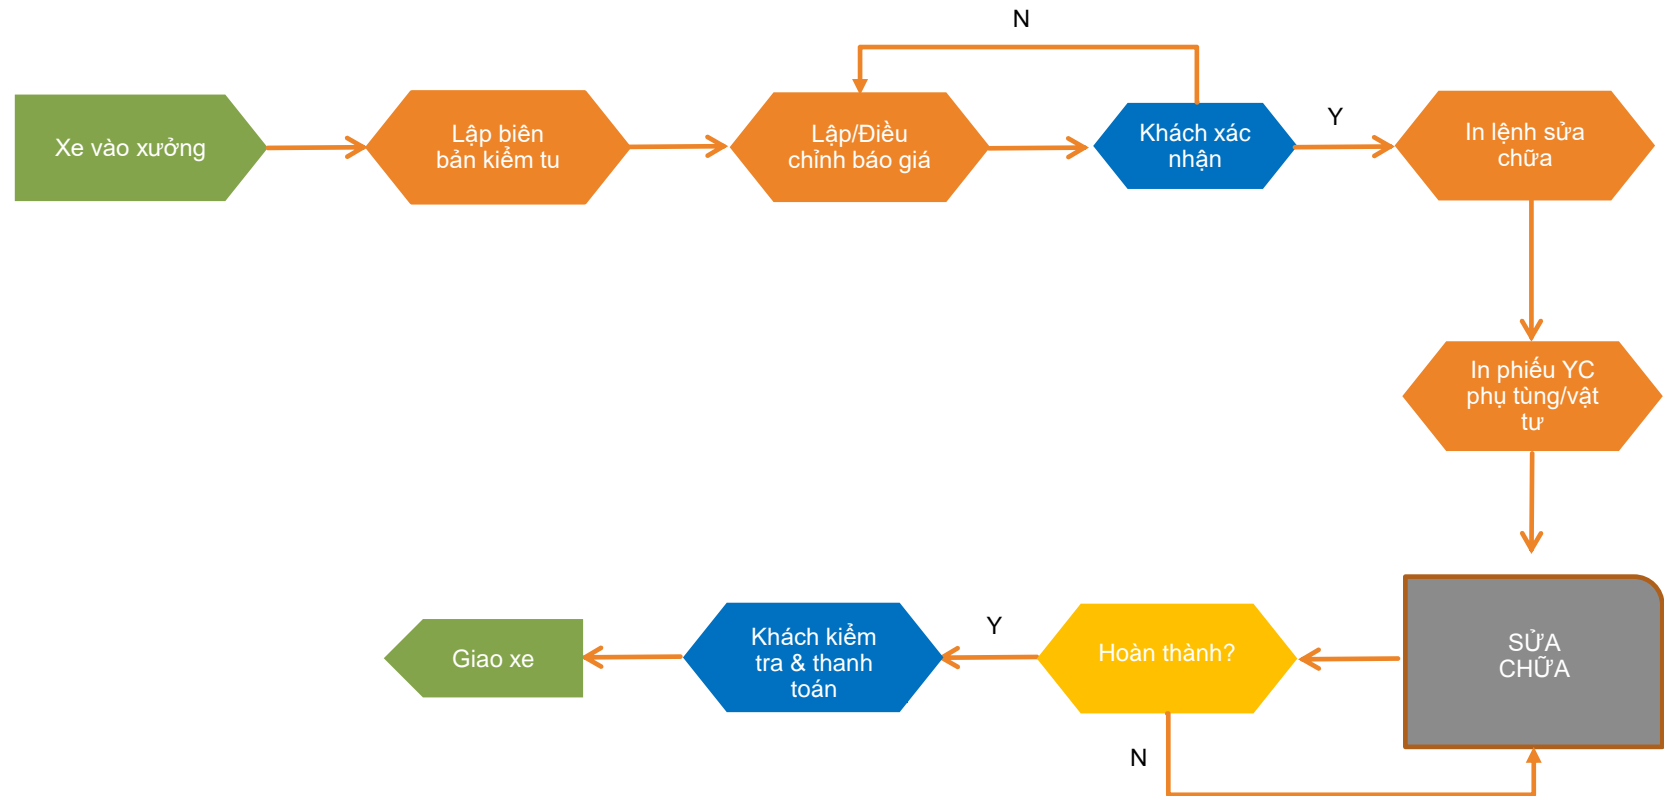 N
Xe vào xưởng
Lập biên
bản kiểm tu
Lập/Điều
chỉnh báo giá
Khách xác
nhận
Y
In lệnh sửa
chữa
In phiếu YC
phụ tùng/vật
tư
SỬA
CHỮA
Hoàn thành?
N
Y
Khách kiểm
tra & thanh
toán
Giao xe